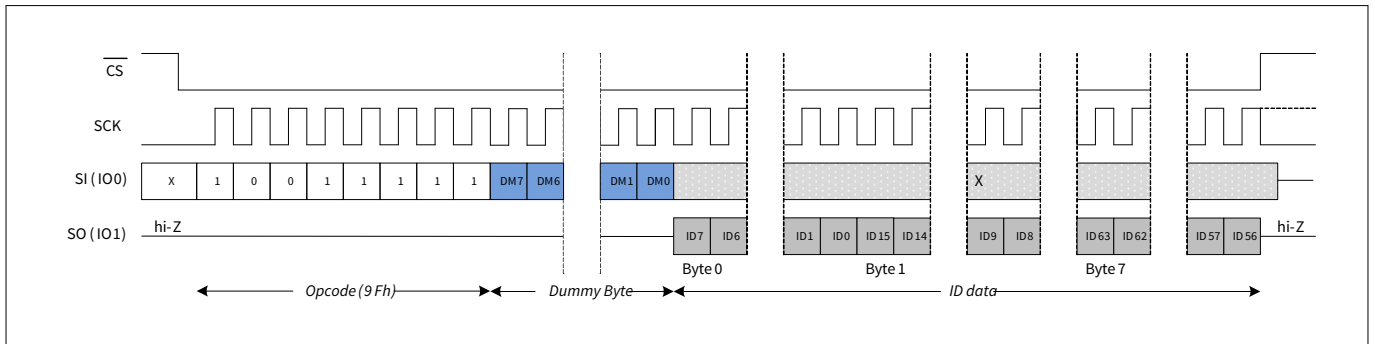 CS
SCK
SI ( IO0) X 1 0 0 1 1 1 1 1 DM7 DM6 DM1 DM0 X
SO ( IO1) hi-Z ID7 ID6 ID1 ID0 ID15 ID14 ID9 ID8 ID63 ID62 ID57 ID56 hi-Z
Byte 0 Byte 1 Byte 7
Opcode (9 Fh) Dummy Byte ID data